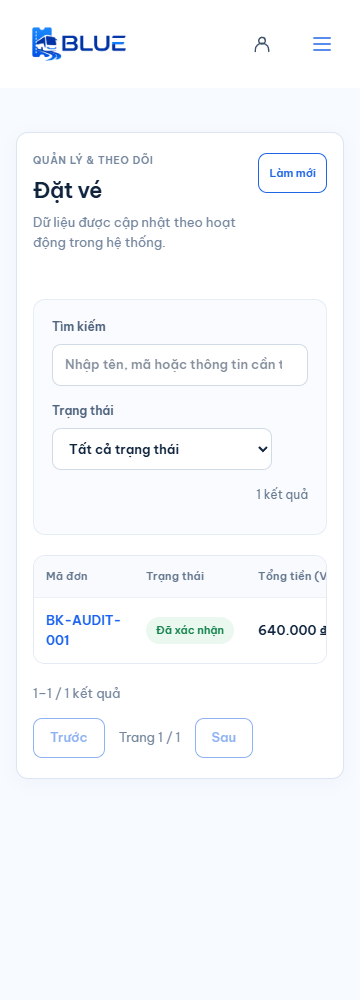 BLUE
QUẢN LÝ & THEO DÕI
Đặt vé
Làm mới
Dữ liệu được cập nhật theo hoạt
động trong hệ thống.
Tìm kiếm
Nhập tên, mã hoặc thông tin cần t
Trạng thái
Tất cả trạng thái
1 kết quả
Mã đơn Trạng thái Tổng tiền (V
BK-AUDIT-
001
Đã xác nhận 640.000 ₫
1–1 / 1 kết quả
Trước Trang 1 / 1 Sau